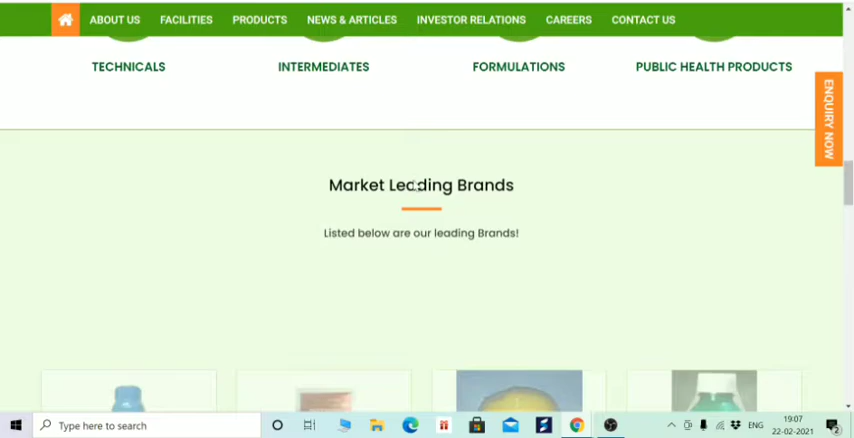 ABOUT US FACILITIES PRODUCTS NEWS & ARTICLES INVESTOR RELATIONS CAREERS CONTACT US
TECHNICALS INTERMEDIATES FORMULATIONS PUBLIC HEALTH PRODUCTS
ENQUIRY NOW
Market Leading Brands
Listed below are our leading Brands!
Type here to search
ENG
19:07
22-02-2021
2